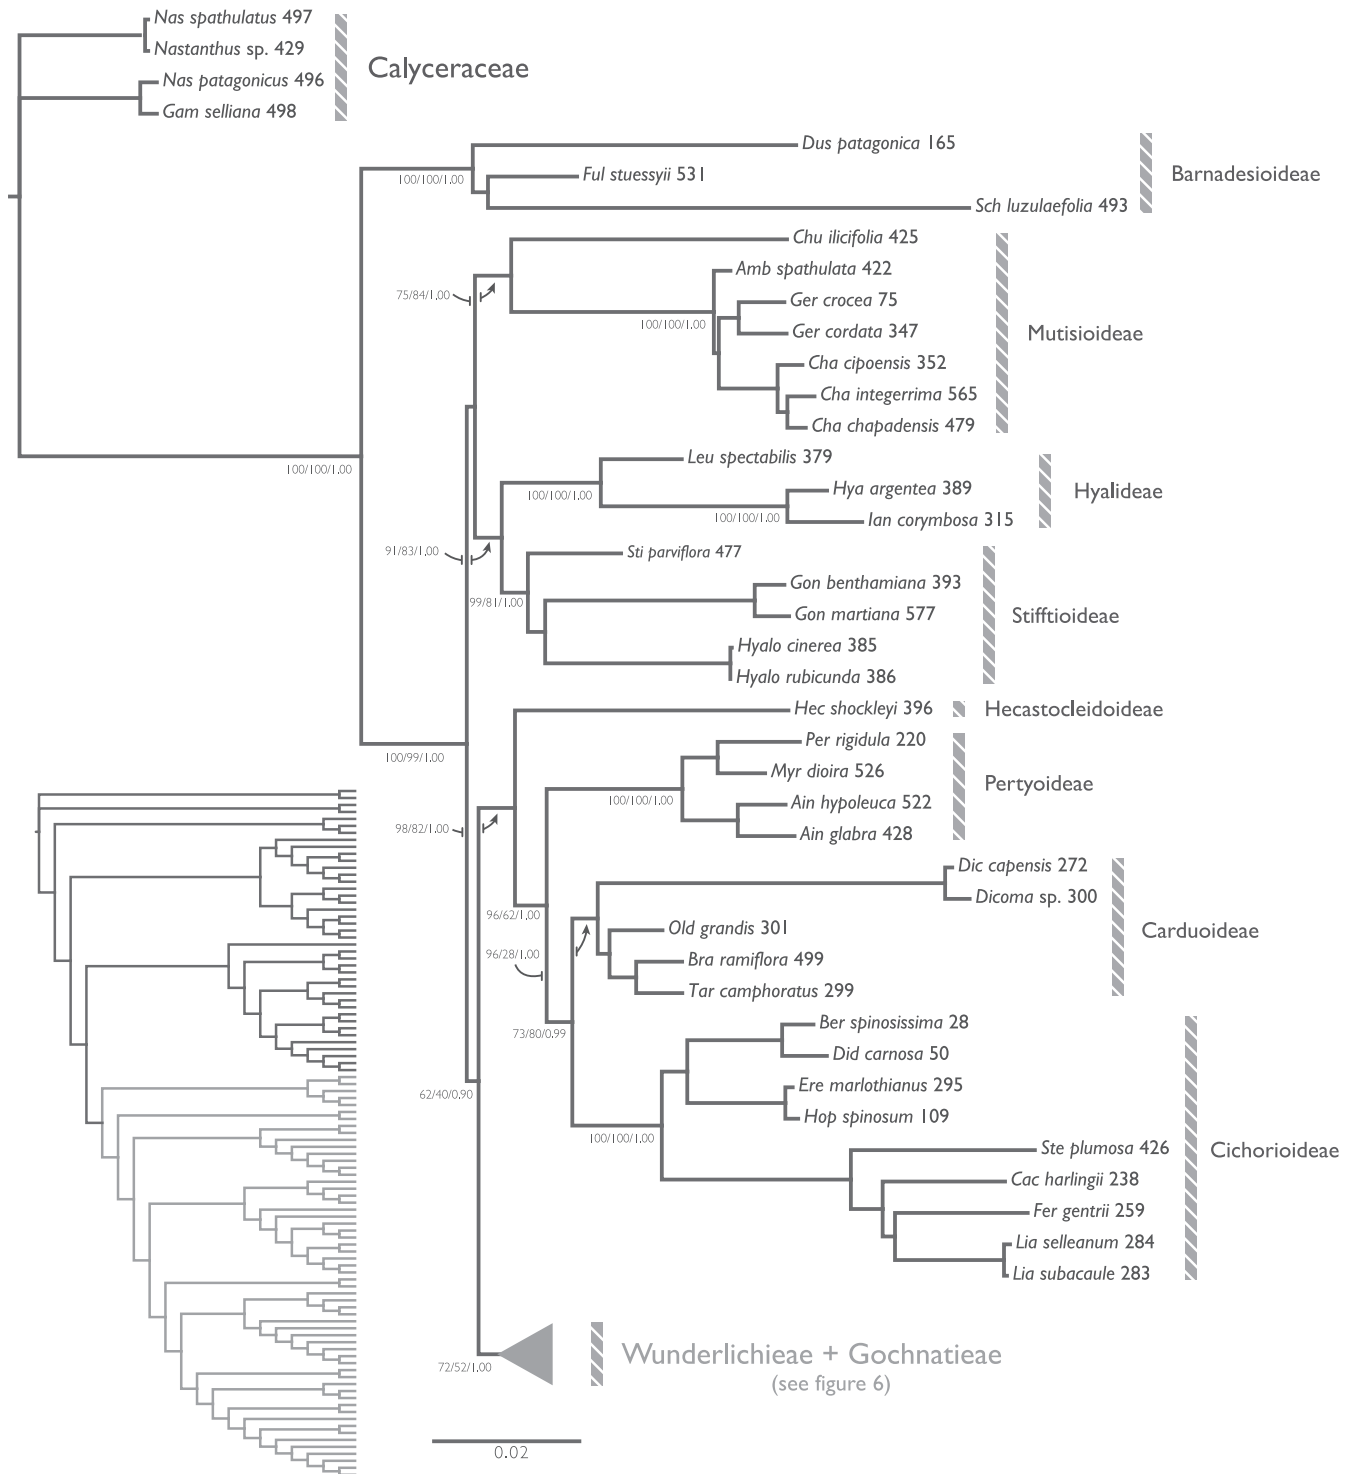 Nas spathulatus 497
Nastanthus sp. 429
Calyceraceae
Nas patagonicus 496
Gam selliana 498
Dus patagonica 165
Ful stuessyii 531
Barnadesioideae
100/100/1.00
Sch luzulaefolia 493
Chu ilicifolia 425
Amb spathulata 422
75/84/1.00
Ger crocea 75
100/100/1.00
Ger cordata 347
Mutisioideae
Cha cipoensis 352
Cha integerrima 565
Cha chapadensis 479
Leu spectabilis 379
100/100/1.00
Hya argentea 389
Hyalideae
100/100/1.00
100/100/1.00
Ian corymbosa 315
91/83/1.00
Sti parviflora 477
Gon benthamiana 393
99/81/1.00
Gon martiana 577
Stifftioideae
Hyalo cinerea 385
Hyalo rubicunda 386
Hec shockleyi 396
Hecastocleidoideae
Per rigidula 220
100/99/1.00
Myr dioira 526
Pertyoideae
100/100/1.00
Ain hypoleuca 522
98/82/1.00
Ain glabra 428
Dic capensis 272
Dicoma sp. 300
96/62/1.00
Old grandis 301
Carduoideae
96/28/1.00
Bra ramiflora 499
Tar camphoratus 299
73/80/0.99
Ber spinosissima 28
Did carnosa 50
62/40/0.90
Ere marlothianus 295
Hop spinosum 109
100/100/1.00
Ste plumosa 426
Cichorioideae
Cac harlingii 238
Fer gentrii 259
Lia selleanum 284
Lia subacaule 283
72/52/1.00
Wunderlichieae + Gochnatieae
(see figure 6)
0.02